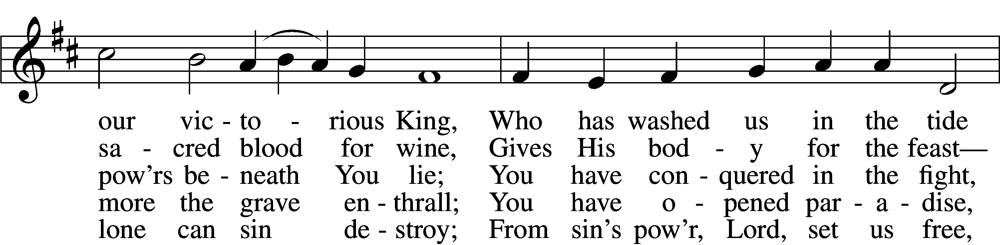 our vic - to - rious King, Who has washed us in the tide
sa - cred blood for wine, Gives His bod - y for the feast—
pow’rs be - neath You lie; You have con - quered in the fight,
more the grave en - thrall; You have o - pened par - a - dise,
lone can sin de - stroy; From sin’s pow’r, Lord, set us free,